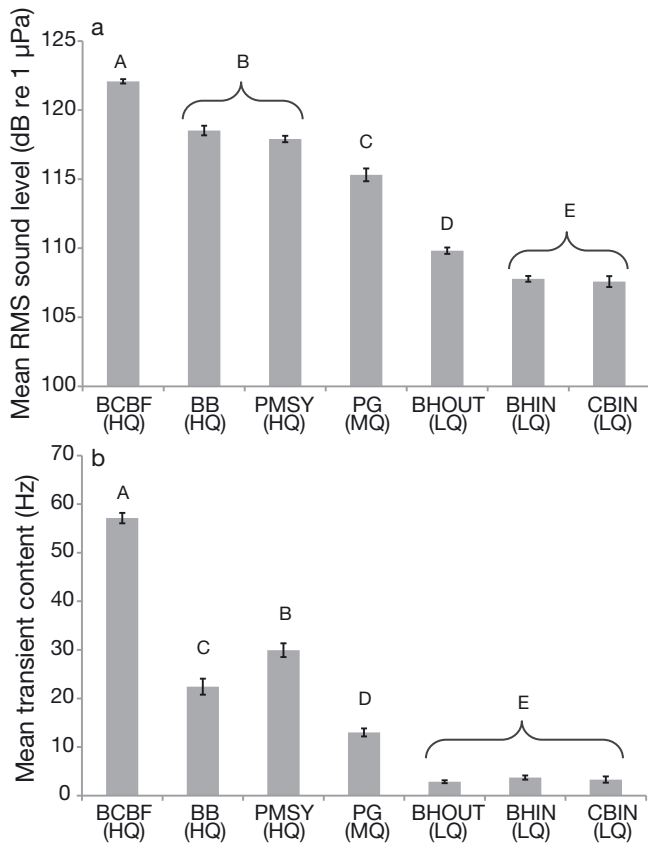 a
Mean RMS sound level (dB re 1 µPa)
125
120
115
110
105
100
A
B
C
D
E
BCBF BB PMSY PG BHOUT BHIN CBIN
(HQ) (HQ) (HQ) (MQ) (LQ) (LQ) (LQ)
b
Mean transient content (Hz)
70
60
50
40
30
20
10
0
A
C
B
D
E
BCBF BB PMSY PG BHOUT BHIN CBIN
(HQ) (HQ) (HQ) (MQ) (LQ) (LQ) (LQ)